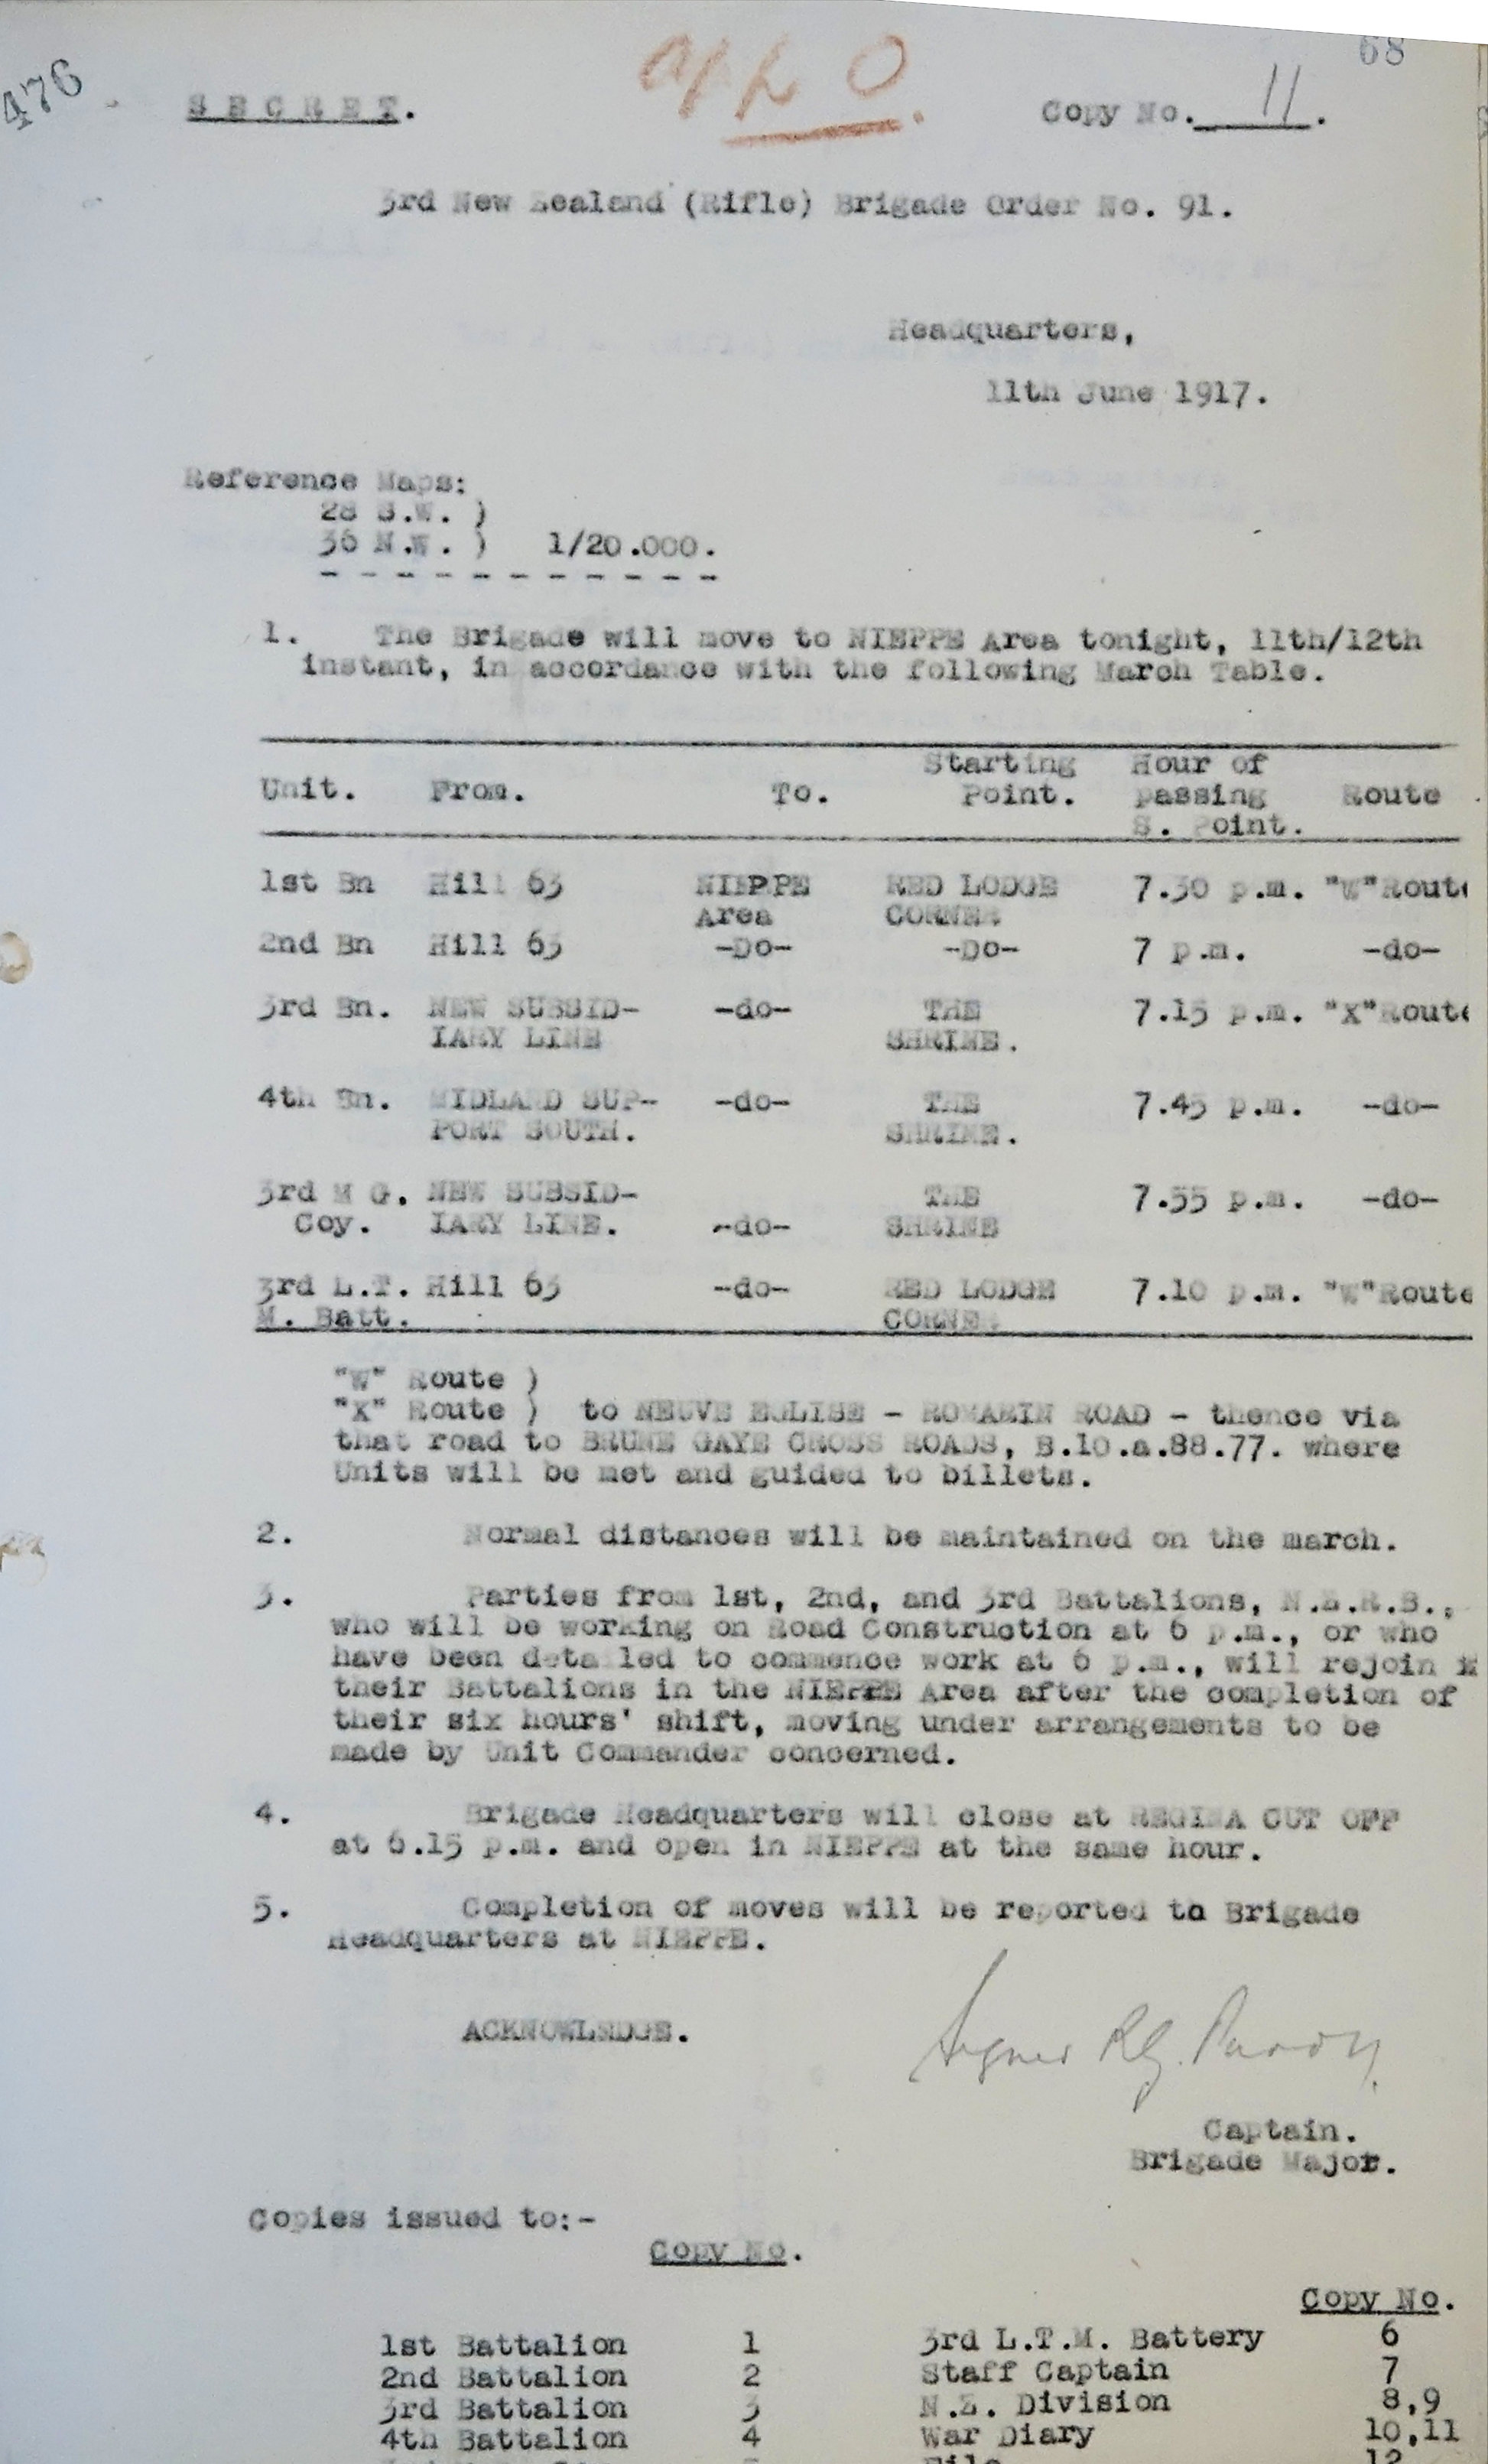 476
68
app O.
SECRET.
Copy No. 11.
3rd New Zealand (Rifle) Brigade Order No. 91.
Headquarters,
11th June 1917.
Reference Maps:
28 S.W. )
36 N.W. ) 1/20.000.
- - - - - - - - - - -
1. The Brigade will move to NIEPPE Area tonight, 11th/12th
instant, in accordance with the following March Table.
Unit. From. To. Starting Point. Hour of passing S. Point. Route
1st Bn Hill 63 NIEPPE Area RED LODGE CORNER 7.30 p.m. "W"Route
2nd Bn Hill 63 -Do- -Do- 7 p.m. -do-
3rd Bn. NEW SUBSID-IARY LINE -do- THE SHRINE. 7.15 p.m. "X"Route
4th Bn. MIDLAND SUP-PORT SOUTH. -do- THE SHRINE. 7.45 p.m. -do-
3rd M G. Coy. NEW SUBSID-IARY LINE. -do- THE SHRINE 7.55 p.m. -do-
3rd L.T. M. Batt. Hill 63 -do- RED LODGE CORNER 7.10 p.m. "W"Route
"W" Route )
"X" Route ) to NEUVE EGLISE - ROMARIN ROAD - thence via
that road to BRUNE GAYE CROSS ROADS, B.10.a.88.77. where
Units will be met and guided to billets.
2. Normal distances will be maintained on the march.
3. Parties from 1st, 2nd, and 3rd Battalions, N.Z.R.B.,
who will be working on Road Construction at 6 p.m., or who
have been detailed to commence work at 6 p.m., will rejoin
their Battalions in the NIEPPE Area after the completion of
their six hours' shift, moving under arrangements to be
made by Unit Commander concerned.
4. Brigade Headquarters will close at REGINA CUT OFF
at 6.15 p.m. and open in NIEPPE at the same hour.
5. Completion of moves will be reported to Brigade
Headquarters at NIEPPE.
ACKNOWLEDGE.
Signed R.G. Purdy.
Captain.
Brigade Major.
Copies issued to:-
Copy No.
Copy No.
1st Battalion 1 3rd L.T.M. Battery 6
2nd Battalion 2 Staff Captain 7
3rd Battalion 3 N.Z. Division 8,9
4th Battalion 4 War Diary 10,11
File 12